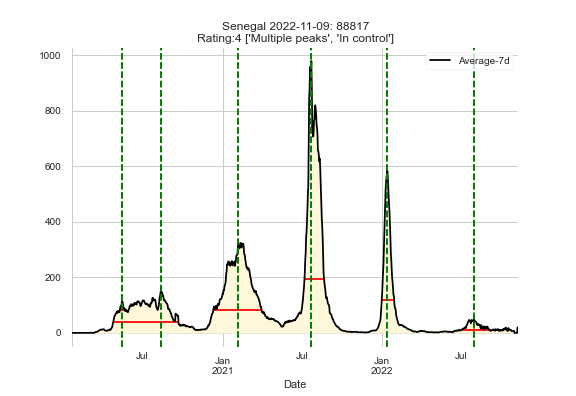 Senegal 2022-11-09: 88817
Rating:4 ['Multiple peaks', 'In control']
Average-7d
1000
800
600
400
200
0
Jul
Jan
2021
Jul
Jan
2022
Jul
Date